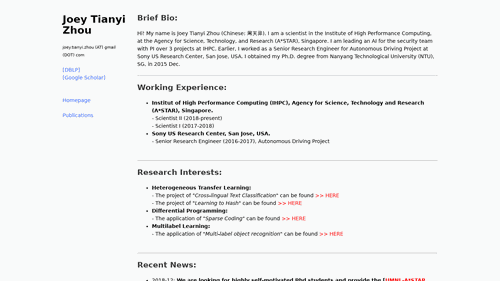 Joey Tianyi
Zhou
joey.tianyi.zhou (AT) gmail
(DOT) com
[DBLP]
[Google Scholar]
Homepage
Publications
Brief Bio:
Hi! My name is Joey Tianyi Zhou (Chinese: 周天异). I am a scientist in the Institute of High Performance Computing,
at the Agency for Science, Technology, and Research (A*STAR), Singapore. I am leading an AI for the security team
with PI over 3 projects at IHPC. Earlier, I worked as a Senior Research Engineer for Autonomous Driving Project at
Sony US Research Center, San Jose, USA. I obtained my Ph.D. degree from Nanyang Technological University (NTU),
SG. in 2015 Dec.
Working Experience:
Institut of High Performance Computing (IHPC), Agency for Science, Technology and Research
(A*STAR), Singapore.
- Scientist II (2018-present)
- Scientist I (2017-2018)
Sony US Research Center, San Jose, USA.
- Senior Research Engineer (2016-2017), Autonomous Driving Project
Research Interests:
Heterogeneous Transfer Learning:
- The project of "Cross-lingual Text Classification" can be found >> HERE
- The project of "Learning to Hash" can be found >> HERE
Differential Programming:
- The application of "Sparse Coding" can be found >> HERE
Multilabel Learning:
- The application of "Multi-label object recognition" can be found >> HERE
Recent News:
2018-12: We are looking for highly self-motivated Phd students and provide the [UMNL-A*STAR